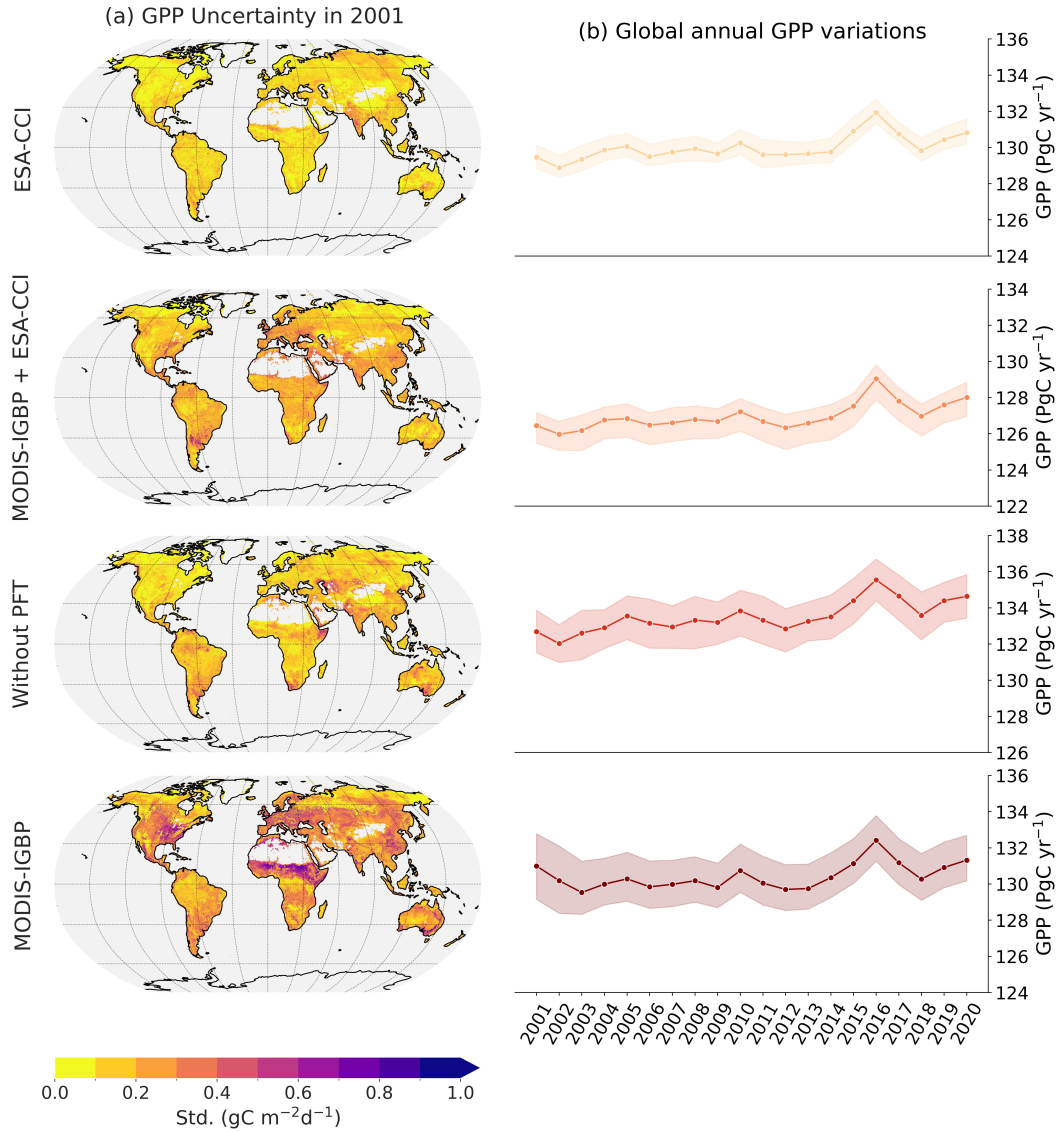 (a) GPP Uncertainty in 2001
(b) Global annual GPP variations
ESA-CCI
136
134
132
130
128
126
124
GPP (PgC yr⁻¹)
MODIS-IGBP + ESA-CCI
134
132
130
128
126
124
122
GPP (PgC yr⁻¹)
Without PFT
138
136
134
132
130
128
126
GPP (PgC yr⁻¹)
MODIS-IGBP
136
134
132
130
128
126
124
GPP (PgC yr⁻¹)
2001 2002 2003 2004 2005 2006 2007 2008 2009 2010 2011 2012 2013 2014 2015 2016 2017 2018 2019 2020
0.0 0.2 0.4 0.6 0.8 1.0
Std. (gC m⁻²d⁻¹)